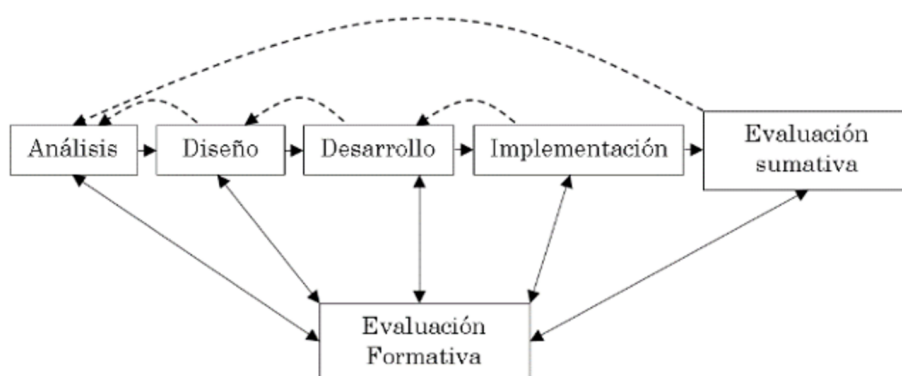 Análisis
Diseño
Desarrollo
Implementación
Evaluación
sumativa
Evaluación
Formativa